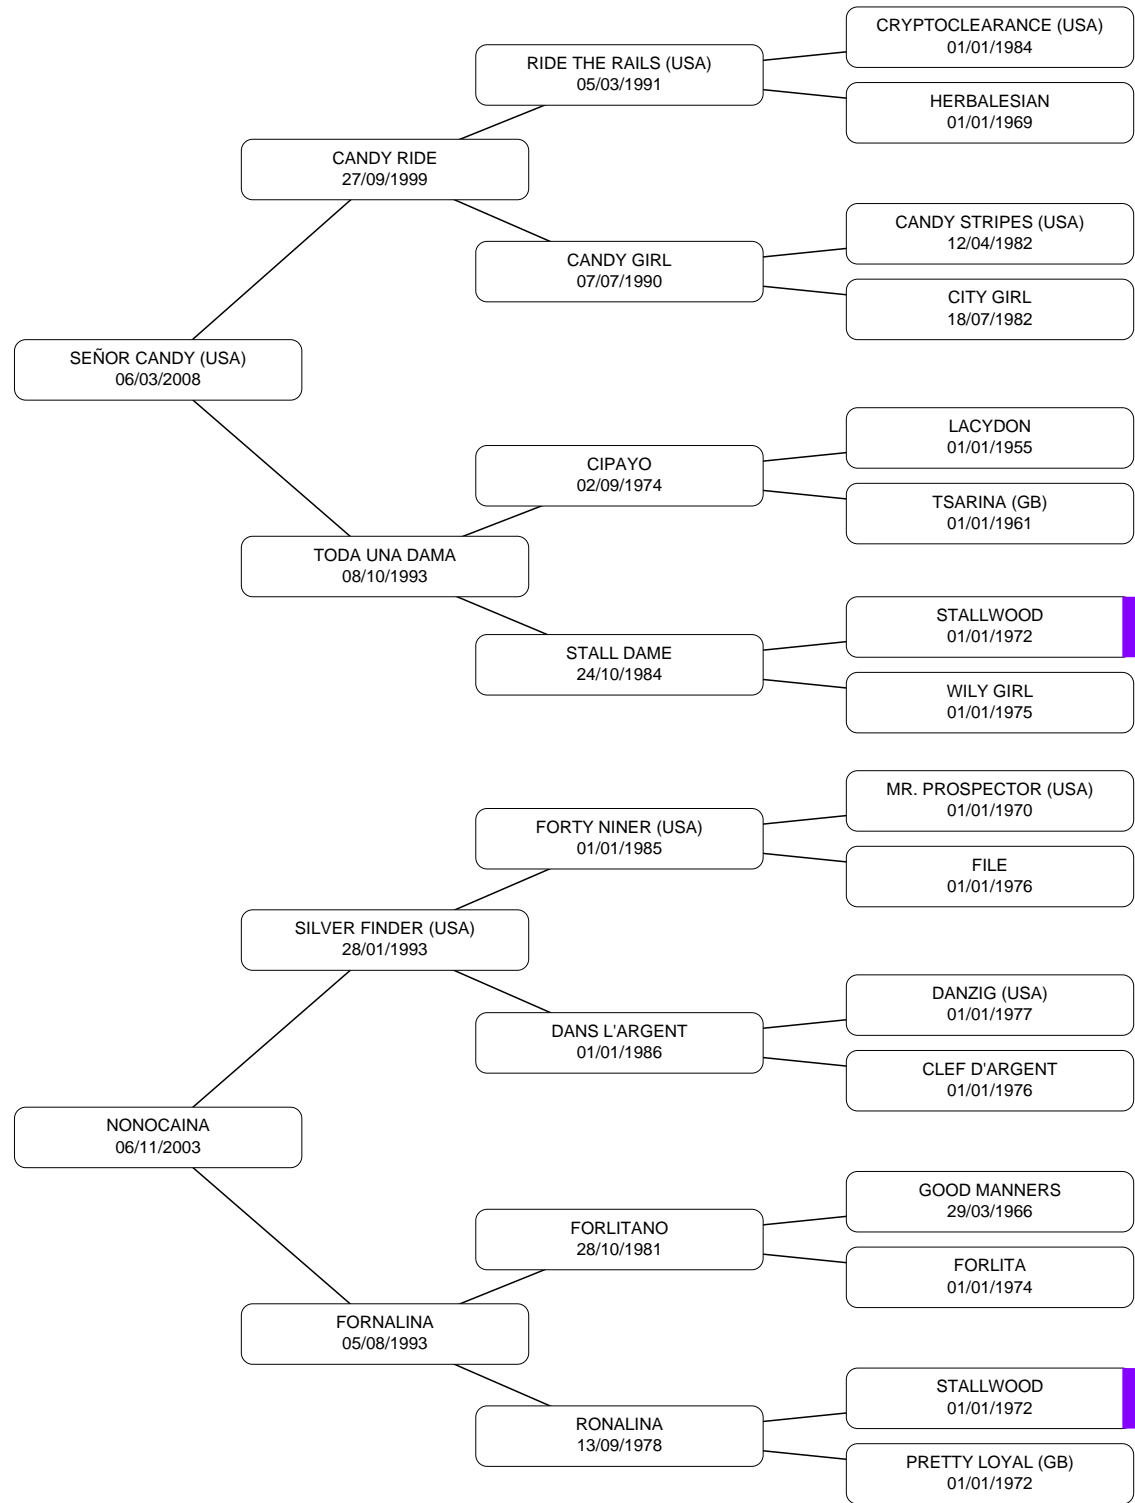 CRYPTOCLEARANCE (USA)
01/01/1984
RIDE THE RAILS (USA)
05/03/1991
HERBALESIAN
01/01/1969
CANDY RIDE
27/09/1999
CANDY STRIPES (USA)
12/04/1982
CANDY GIRL
07/07/1990
CITY GIRL
18/07/1982
SEÑOR CANDY (USA)
06/03/2008
LACYDON
01/01/1955
CIPAYO
02/09/1974
TSARINA (GB)
01/01/1961
TODA UNA DAMA
08/10/1993
STALLWOOD
01/01/1972
STALL DAME
24/10/1984
WILY GIRL
01/01/1975
MR. PROSPECTOR (USA)
01/01/1970
FORTY NINER (USA)
01/01/1985
FILE
01/01/1976
SILVER FINDER (USA)
28/01/1993
DANZIG (USA)
01/01/1977
DANS L'ARGENT
01/01/1986
CLEF D'ARGENT
01/01/1976
NONOCAINA
06/11/2003
GOOD MANNERS
29/03/1966
FORLITANO
28/10/1981
FORLITA
01/01/1974
FORNALINA
05/08/1993
STALLWOOD
01/01/1972
RONALINA
13/09/1978
PRETTY LOYAL (GB)
01/01/1972